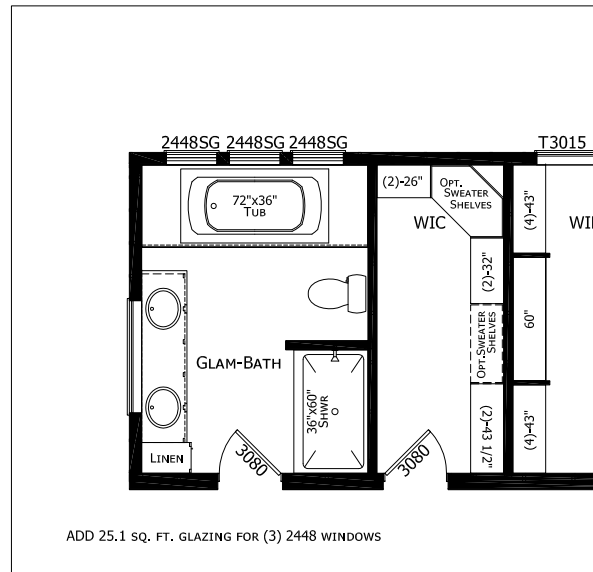 2448SG 2448SG 2448SG
T3015
72"x36"
TUB
(2)-26"
OPT.
SWEATER
SHELVES
WIC
(4)-43"
WI
(2)-32"
60"
OPT.SWEATER
SHELVES
GLAM-BATH
36"x60"
SHWR
(2)-43 1/2"
(4)-43"
LINEN
3080
3080
ADD 25.1 SQ. FT. GLAZING FOR (3) 2448 WINDOWS